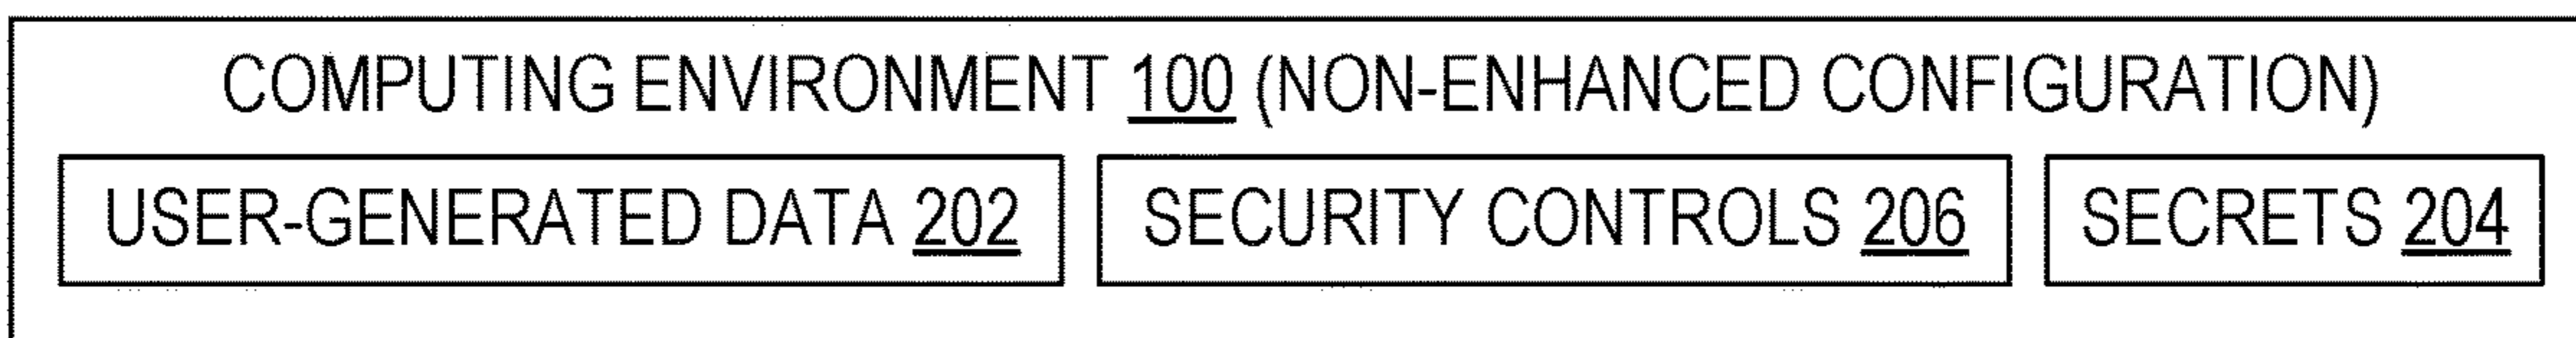 COMPUTING ENVIRONMENT 100 (NON-ENHANCED CONFIGURATION)
USER-GENERATED DATA 202 SECURITY CONTROLS 206 SECRETS 204